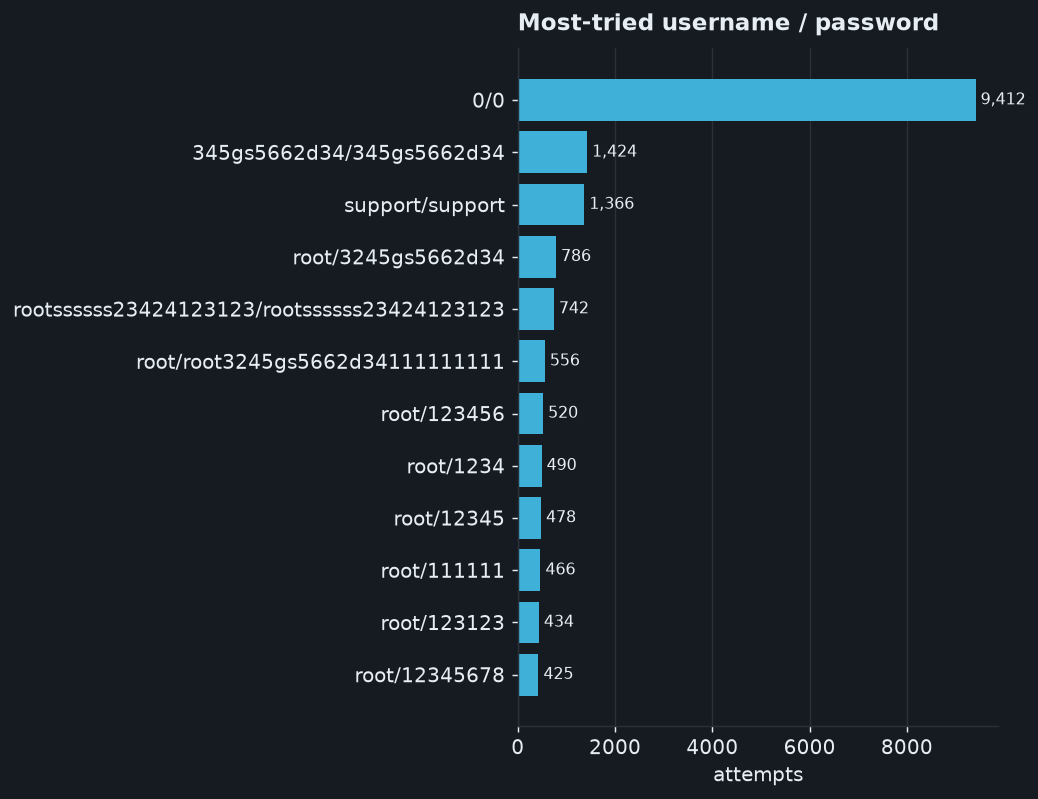 Most-tried username / password
0/0
9,412
345gs5662d34/345gs5662d34
1,424
support/support
1,366
root/3245gs5662d34
786
rootssssss23424123123/rootssssss23424123123
742
root/root3245gs5662d34111111111
556
root/123456
520
root/1234
490
root/12345
478
root/111111
466
root/123123
434
root/12345678
425
0 2000 4000 6000 8000
attempts